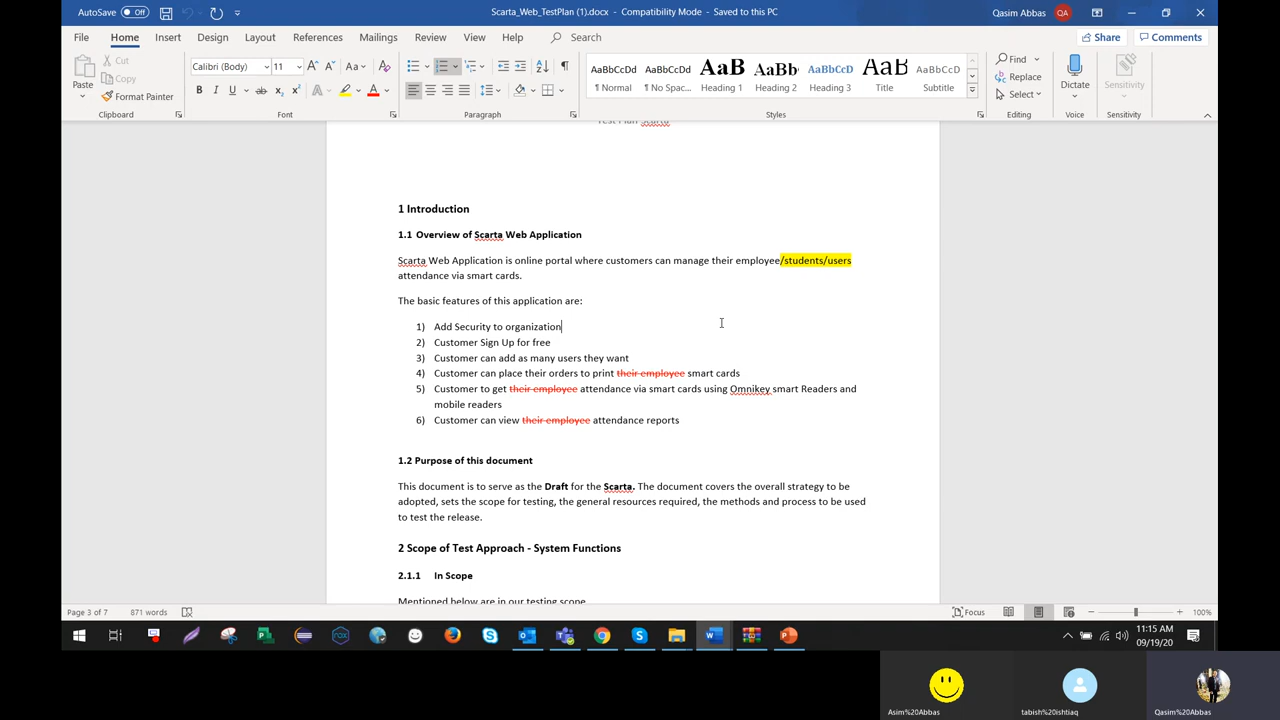 AutoSave Off
Scarta_Web_TestPlan (1).docx - Compatibility Mode - Saved to this PC
Qasim Abbas QA
File Home Insert Design Layout References Mailings Review View Help Search Share Comments
Paste
Cut
Copy
Format Painter
Calibri (Body) 11
AaBbCcDd AaBbCcDd AaB AaBb AaBbCcD AaB AaBbCcD
¶ Normal ¶ No Spac... Heading 1 Heading 2 Heading 3 Title Subtitle
Find
Replace
Select
Dictate
Sensitivity
Clipboard Font Paragraph Styles Editing Voice Sensitivity
Test Plan Scarta
1 Introduction
1.1 Overview of Scarta Web Application
Scarta Web Application is online portal where customers can manage their employee/students/users
attendance via smart cards.
The basic features of this application are:
1) Add Security to organization
2) Customer Sign Up for free
3) Customer can add as many users they want
4) Customer can place their orders to print their employee smart cards
5) Customer to get their employee attendance via smart cards using Omnikey smart Readers and
mobile readers
6) Customer can view their employee attendance reports
1.2 Purpose of this document
This document is to serve as the Draft for the Scarta. The document covers the overall strategy to be
adopted, sets the scope for testing, the general resources required, the methods and process to be used
to test the release.
2 Scope of Test Approach - System Functions
2.1.1 In Scope
Mentioned below are in our testing scope
Page 3 of 7 871 words Focus 100%
11:15 AM
09/19/20
Asim%20Abbas tabish%20ishtiaq Qasim%20Abbas